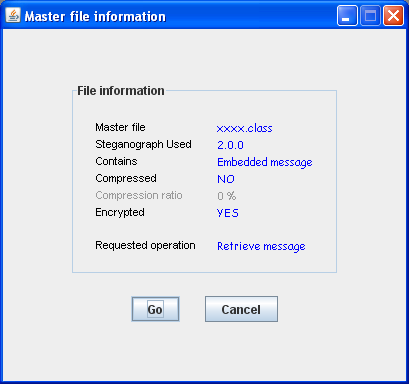 Master file information
File information
Master file xxxx.class
Steganograph Used 2.0.0
Contains Embedded message
Compressed NO
Compression ratio 0 %
Encrypted YES
Requested operation Retrieve message
Go Cancel